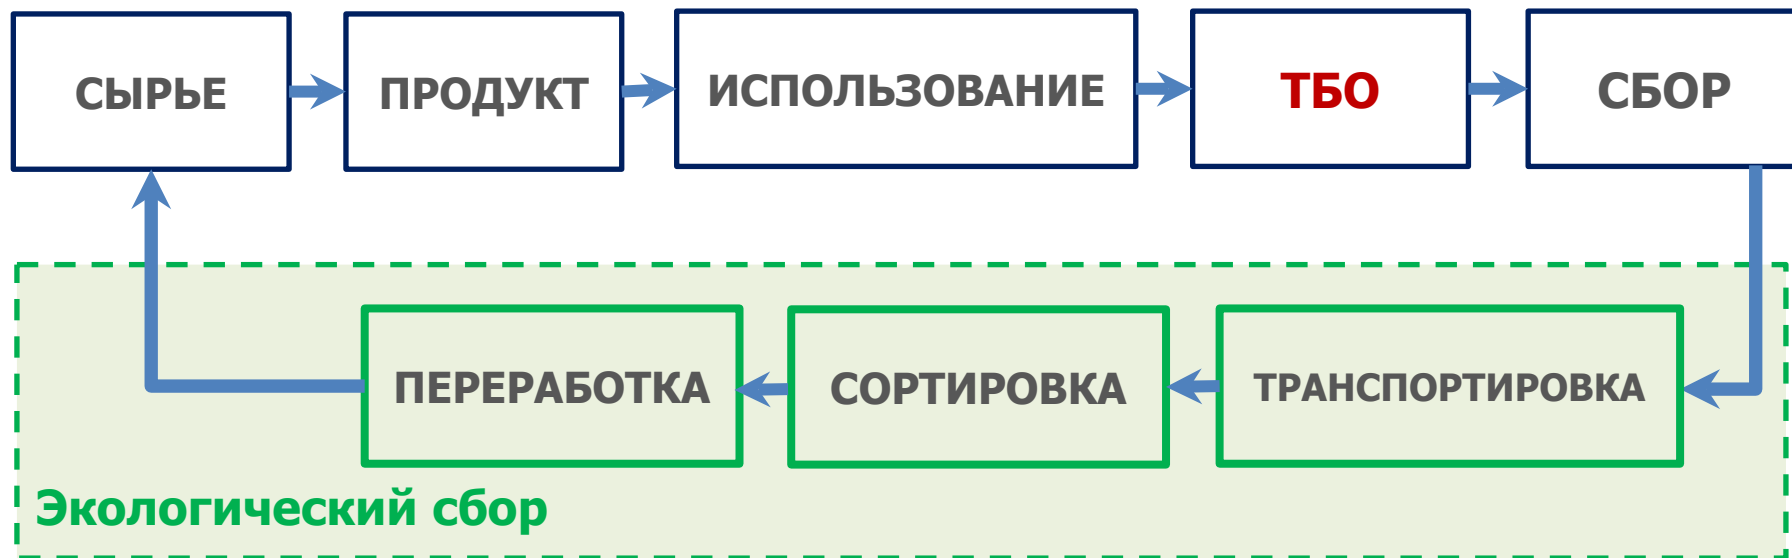 СЫРЬЕ
ПРОДУКТ
ИСПОЛЬЗОВАНИЕ
ТБО
СБОР
ПЕРЕРАБОТКА
СОРТИРОВКА
ТРАНСПОРТИРОВКА
Экологический сбор